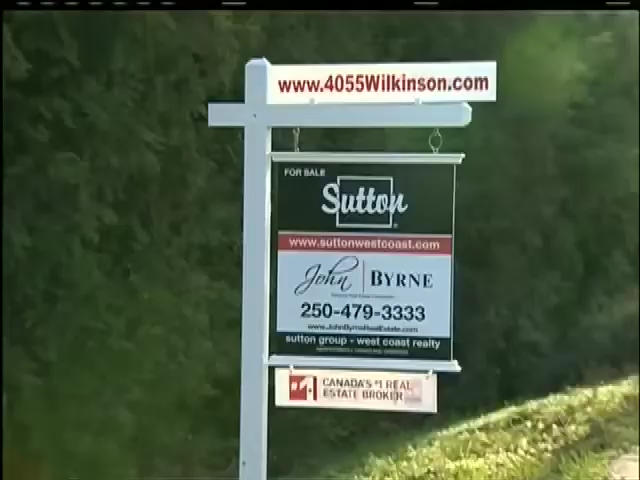 www.4055Wilkinson.com
FOR SALE
Sutton
www.suttonwestcoast.com
John BYRNE
250-479-3333
www.JohnByrneRealEstate.com
sutton group - west coast realty
#1 CANADA'S #1 REAL
ESTATE BROKER